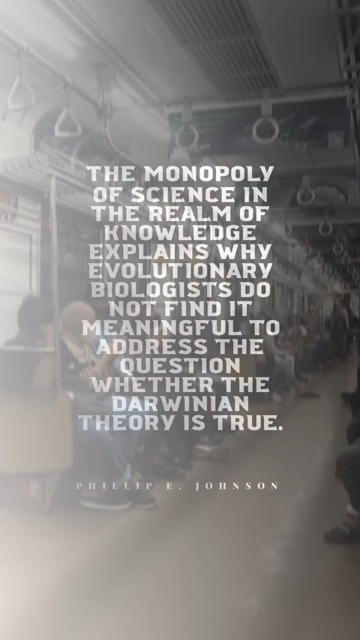 THE MONOPOLY
OF SCIENCE IN
THE REALM OF
KNOWLEDGE
EXPLAINS WHY
EVOLUTIONARY
BIOLOGISTS DO
NOT FIND IT
MEANINGFUL TO
ADDRESS THE
QUESTION
WHETHER THE
DARWINIAN
THEORY IS TRUE.
PHILLIP E. JOHNSON